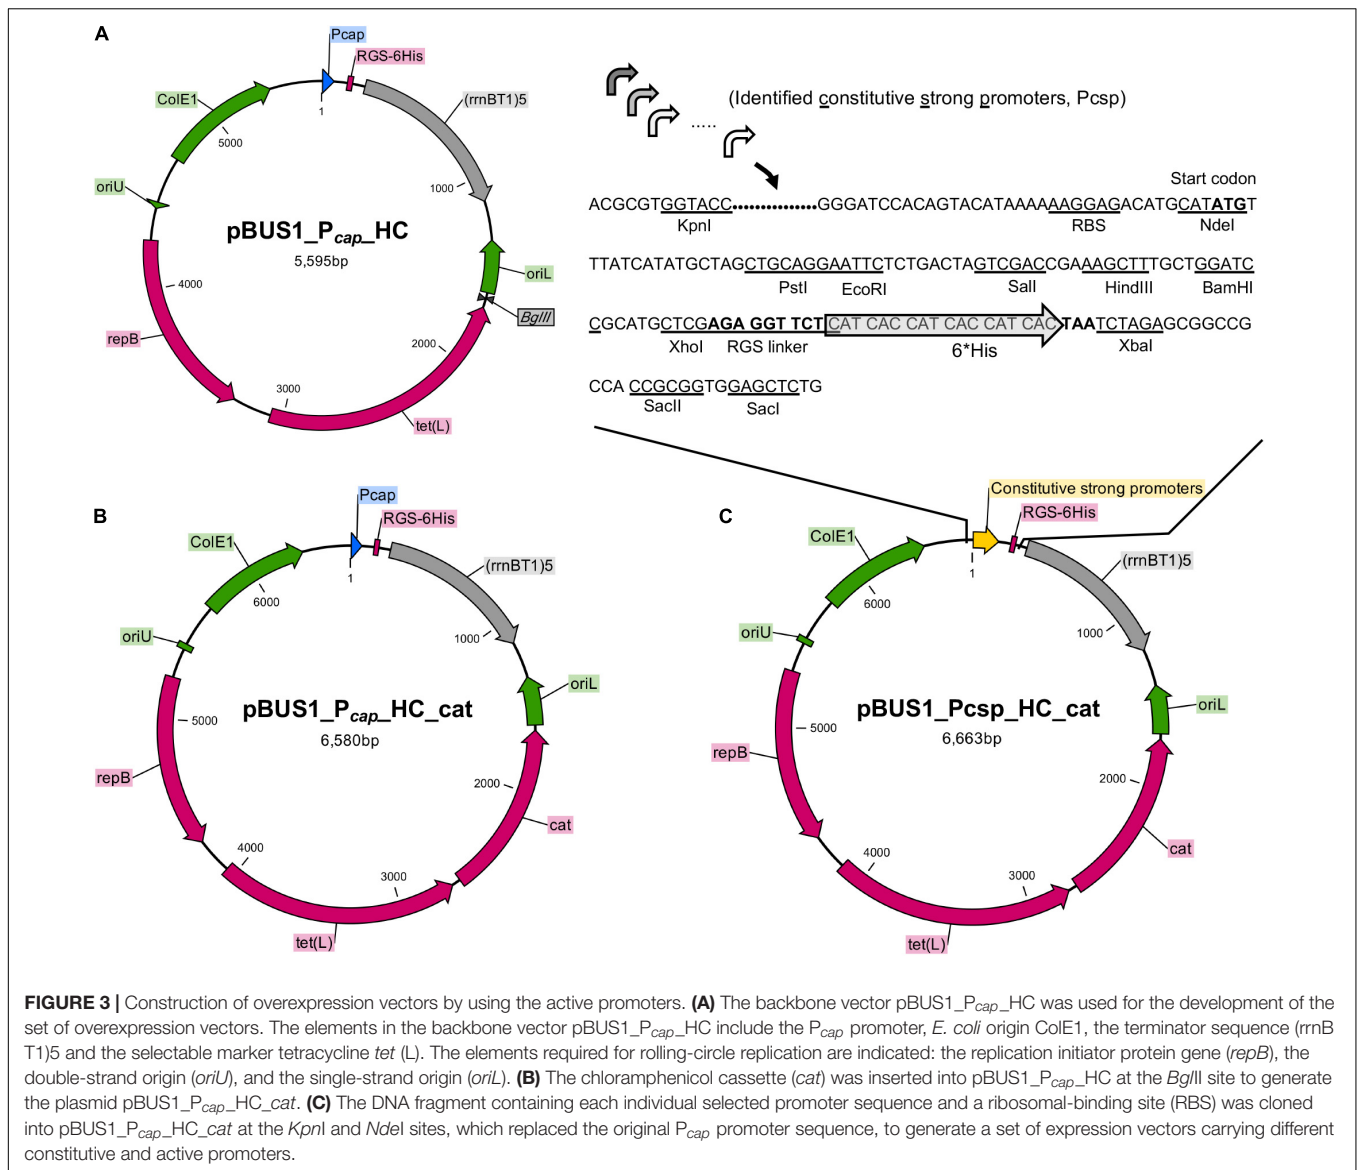 A
Pcap
RGS-6His
ColE1
(rrnBT1)5
1
5000
1000
oriU
pBUS1_Pcap_HC
5,595bp
oriL
4000
BglII
repB
2000
3000
tet(L)
(Identified constitutive strong promoters, Pcsp)
.....
Start codon
ACGCGTGGTACC•••••••••••••••GGGATCCACAGTACATAAAAAAGGAGACATGCATATGT
KpnI RBS NdeI
TTATCATATGCTAGCTGCAGGAATTCTCTGACTAGTCGACCGAAAGCTTTGCTGGATC
PstI EcoRI SalI HindIII BamHI
CGCATGCTCGAGA GGT TCT CAT CAC CAT CAC CAT CAC TAATCTAGAGCGGCCG
XhoI RGS linker 6*His XbaI
CCA CCGCGGTGGAGCTCTG
SacII SacI
B
Pcap
RGS-6His
ColE1
(rrnBT1)5
1
6000
1000
oriU
oriL
pBUS1_Pcap_HC_cat
6,580bp
5000
repB
2000
cat
4000
3000
tet(L)
C
Constitutive strong promoters
RGS-6His
ColE1
(rrnBT1)5
1
6000
1000
oriU
oriL
pBUS1_Pcsp_HC_cat
6,663bp
5000
repB
2000
cat
4000
3000
tet(L)
FIGURE 3 | Construction of overexpression vectors by using the active promoters. (A) The backbone vector pBUS1_Pcap_HC was used for the development of the
set of overexpression vectors. The elements in the backbone vector pBUS1_Pcap_HC include the Pcap promoter, E. coli origin ColE1, the terminator sequence (rrnB
T1)5 and the selectable marker tetracycline tet (L). The elements required for rolling-circle replication are indicated: the replication initiator protein gene (repB), the
double-strand origin (oriU), and the single-strand origin (oriL). (B) The chloramphenicol cassette (cat) was inserted into pBUS1_Pcap_HC at the BglII site to generate
the plasmid pBUS1_Pcap_HC_cat. (C) The DNA fragment containing each individual selected promoter sequence and a ribosomal-binding site (RBS) was cloned
into pBUS1_Pcap_HC_cat at the KpnI and NdeI sites, which replaced the original Pcap promoter sequence, to generate a set of expression vectors carrying different
constitutive and active promoters.